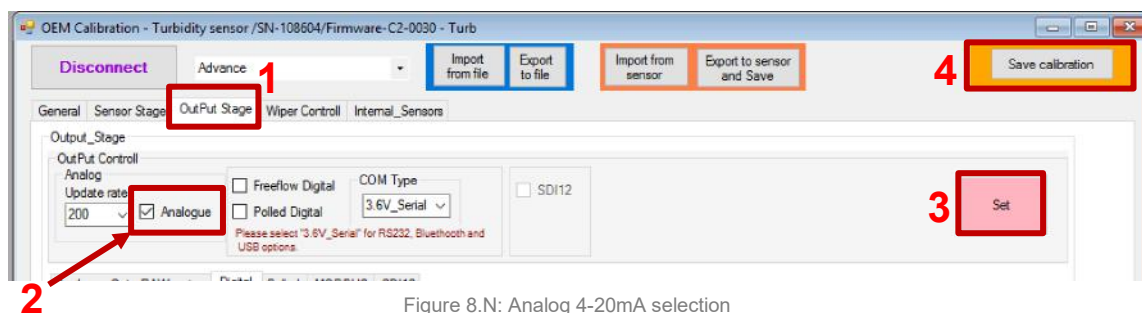 OEM Calibration - Turbidity sensor /SN-108604/Firmware-C2-0030 - Turb
Disconnect
Advance
1
Import from file
Export to file
Import from sensor
Export to sensor and Save
4
Save calibration
General Sensor Stage OutPut Stage Wiper Controll Internal_Sensors
Output_Stage
OutPut Controll
Analog
Update rate
200
Analogue
Freeflow Digital
Polled Digital
COM Type
3.6V_Serial
Please select "3.6V_Serial" for RS232, Bluethooth and
USB options.
SDI12
3
Set
2
Digital
Figure 8.N: Analog 4-20mA selection